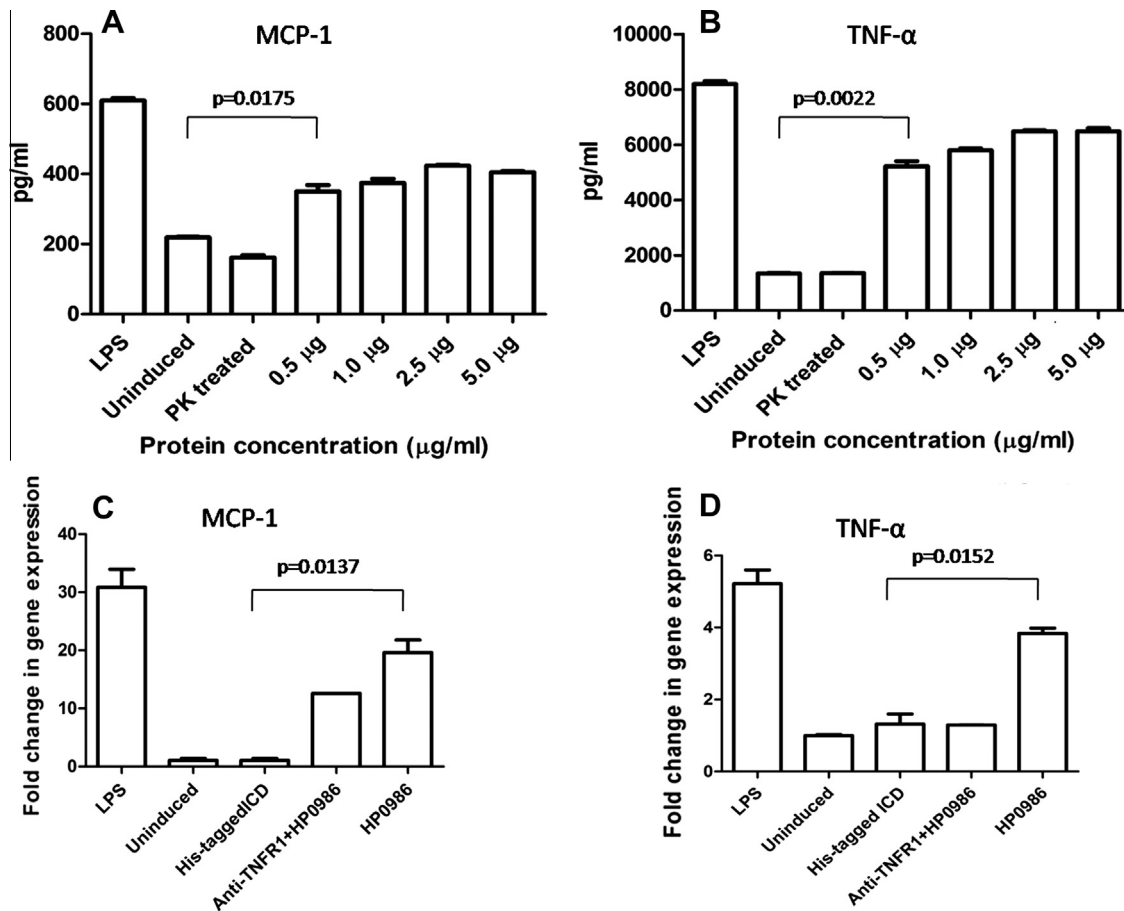 A
MCP-1
800
600
400
200
0
pg/ml
p=0.0175
LPS
Uninduced
PK treated
0.5 µg
1.0 µg
2.5 µg
5.0 µg
Protein concentration (µg/ml)
B
TNF-α
10000
8000
6000
4000
2000
0
pg/ml
p=0.0022
LPS
Uninduced
PK treated
0.5 µg
1.0 µg
2.5 µg
5.0 µg
Protein concentration (µg/ml)
C
MCP-1
40
30
20
10
0
Fold change in gene expression
p=0.0137
LPS
Uninduced
His-taggedICD
Anti-TNFR1+HP0986
HP0986
D
TNF-α
6
4
2
0
Fold change in gene expression
p=0.0152
LPS
Uninduced
His-tagged ICD
Anti-TNFR1+HP0986
HP0986